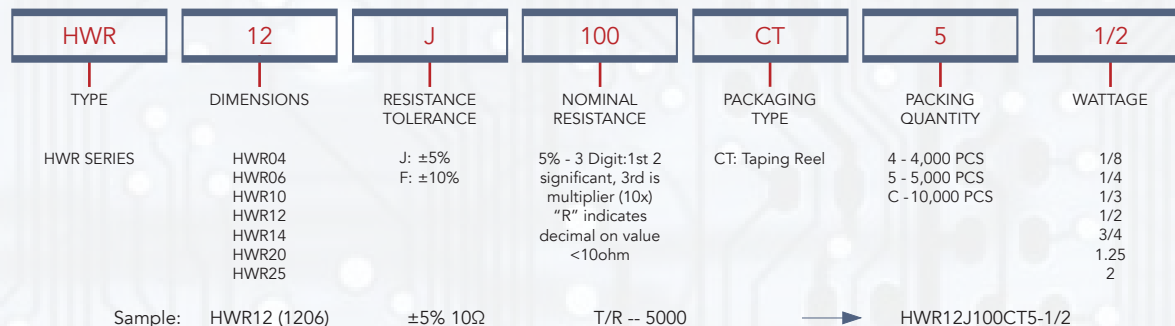 HWR 12 J 100 CT 5 1/2
TYPE DIMENSIONS RESISTANCE TOLERANCE NOMINAL RESISTANCE PACKAGING TYPE PACKING QUANTITY WATTAGE
HWR SERIES
HWR04
HWR06
HWR10
HWR12
HWR14
HWR20
HWR25
J: ±5%
F: ±10%
5% - 3 Digit:1st 2
significant, 3rd is
multiplier (10x)
"R" indicates
decimal on value
<10ohm
CT: Taping Reel
4 - 4,000 PCS
5 - 5,000 PCS
C -10,000 PCS
1/8
1/4
1/3
1/2
3/4
1.25
2
Sample: HWR12 (1206) ±5% 10Ω T/R -- 5000 HWR12J100CT5-1/2